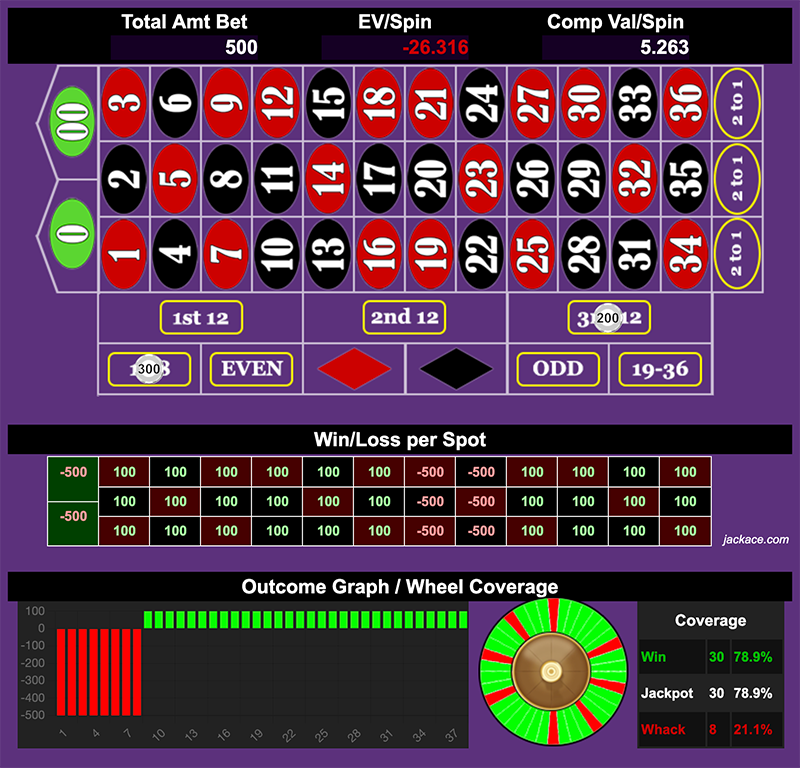 Total Amt Bet EV/Spin Comp Val/Spin
500 -26.316 5.263
00 3 6 9 12 15 18 21 24 27 30 33 36 2 to 1
2 5 8 11 14 17 20 23 26 29 32 35 2 to 1
0 1 4 7 10 13 16 19 22 25 28 31 34 2 to 1
1st 12 2nd 12 200 12
300 EVEN ODD 19-36
Win/Loss per Spot
-500 100 100 100 100 100 100 -500 -500 100 100 100 100
100 100 100 100 100 100 -500 -500 100 100 100 100
-500 100 100 100 100 100 100 -500 -500 100 100 100 100
jackace.com
Outcome Graph / Wheel Coverage
100
0
-100
-200
-300
-400
-500
1 4 7 10 13 16 19 22 25 28 31 34 37
Coverage
Win 30 78.9%
Jackpot 30 78.9%
Whack 8 21.1%